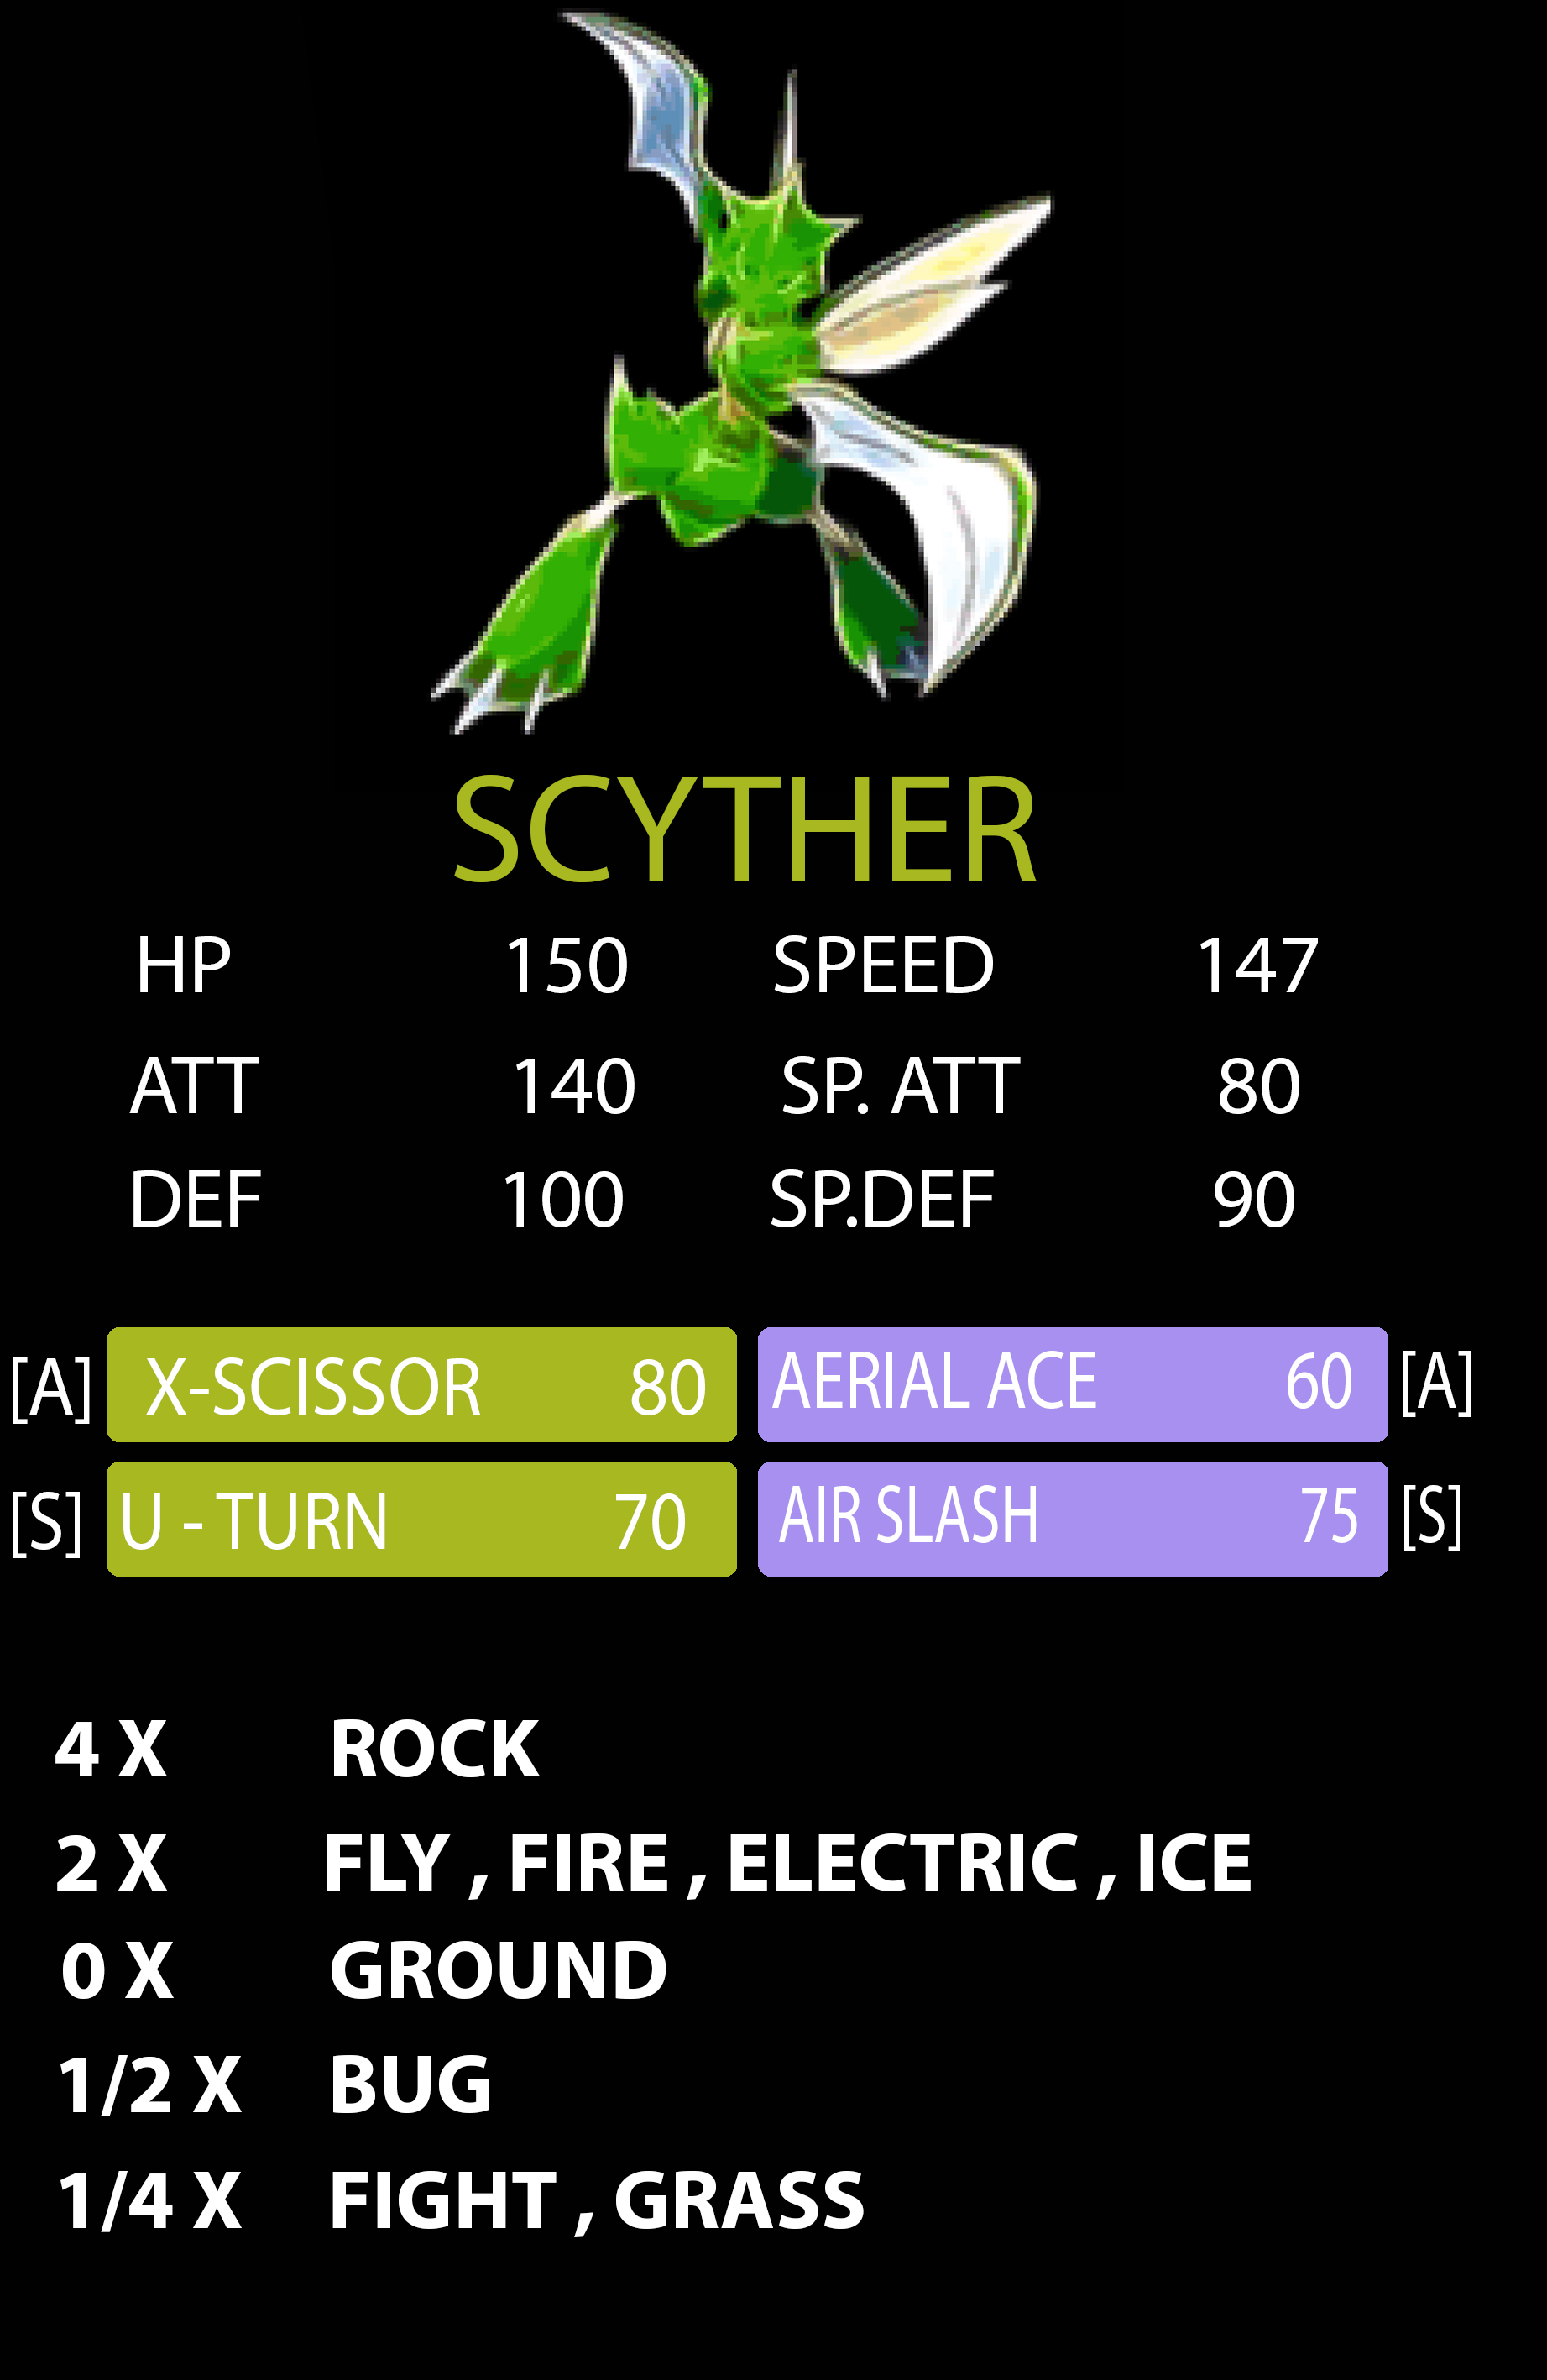 SCYTHER
HP 150 SPEED 147
ATT 140 SP. ATT 80
DEF 100 SP.DEF 90
[A] X-SCISSOR 80 AERIAL ACE 60 [A]
[S] U - TURN 70 AIR SLASH 75 [S]
4 X ROCK
2 X FLY , FIRE , ELECTRIC , ICE
0 X GROUND
1/2 X BUG
1/4 X FIGHT , GRASS